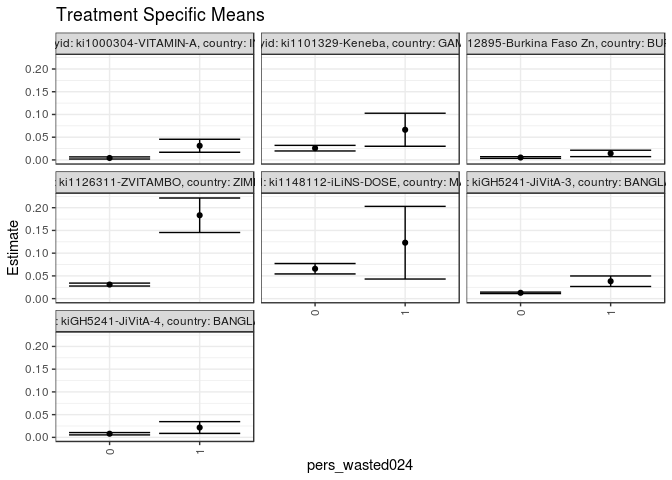 Treatment Specific Means
yid: ki1000304-VITAMIN-A, country:
yid: ki1101329-Keneba, country: GAM
12895-Burkina Faso Zn, country: BUR
0.20
0.15
0.10
0.05
0.00
ki1126311-ZVITAMBO, country: ZIM
ki1148112-iLiNS-DOSE, country: MA
kiGH5241-JiVitA-3, country: BANGLA
0.20
0.15
0.10
0.05
0.00
0 1 0 1
kiGH5241-JiVitA-4, country: BANGLA
0.20
0.15
0.10
0.05
0.00
0 1
Estimate
pers_wasted024